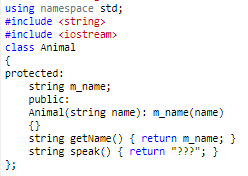 using namespace std;
#include <string>
#include <iostream>
class Animal
{
protected:
    string m_name;
    public:
    Animal(string name): m_name(name)
    {}
    string getName() { return m_name; }
    string speak() { return "???"; }
};